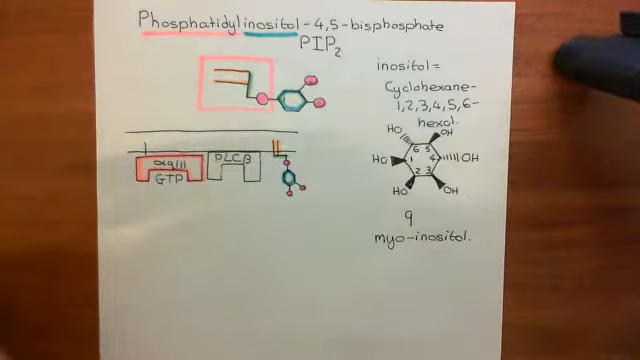 Phosphatidylinositol-4,5-bisphosphate
PIP2
inositol=
Cyclohexane-
1,2,3,4,5,6-
hexol.
HO OH
6 5
HO 1 4 OH
2 3
HO OH
αq/11
GTP
PLCβ
9
myo-inositol.